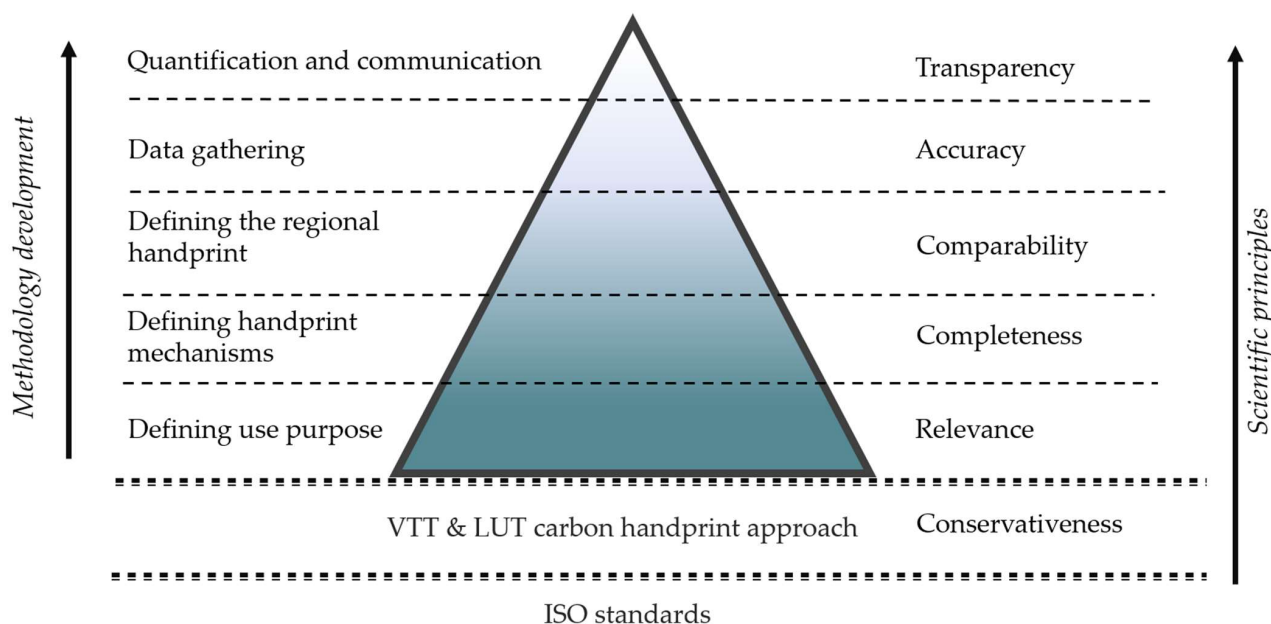 Methodology development
Quantification and communication
Transparency
Data gathering
Accuracy
Defining the regional
handprint
Comparability
Defining handprint
mechanisms
Completeness
Defining use purpose
Relevance
VTT & LUT carbon handprint approach
Conservativeness
ISO standards
Scientific principles